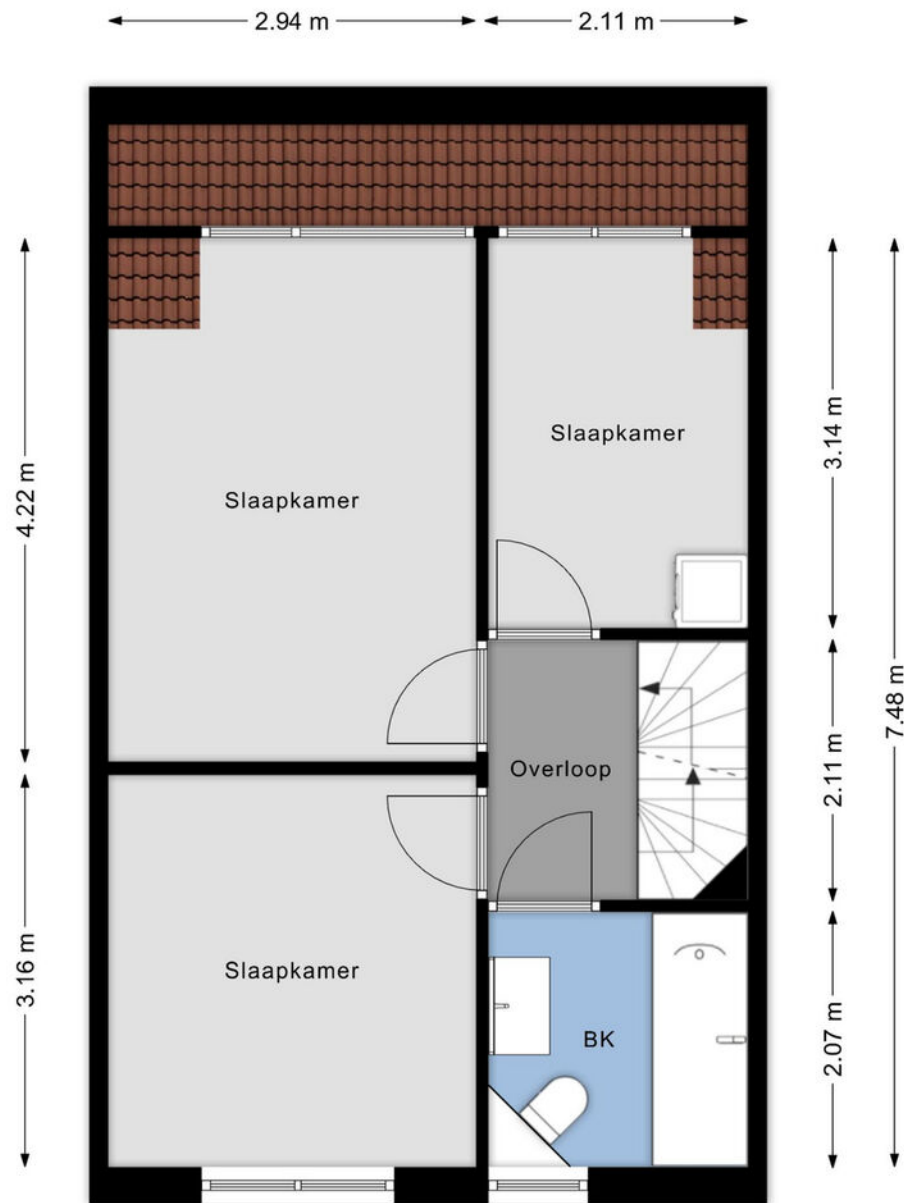 2.94 m
2.11 m
Slaapkamer
Slaapkamer
4.22 m
3.14 m
7.48 m
Overloop
2.11 m
Slaapkamer
3.16 m
BK
2.07 m